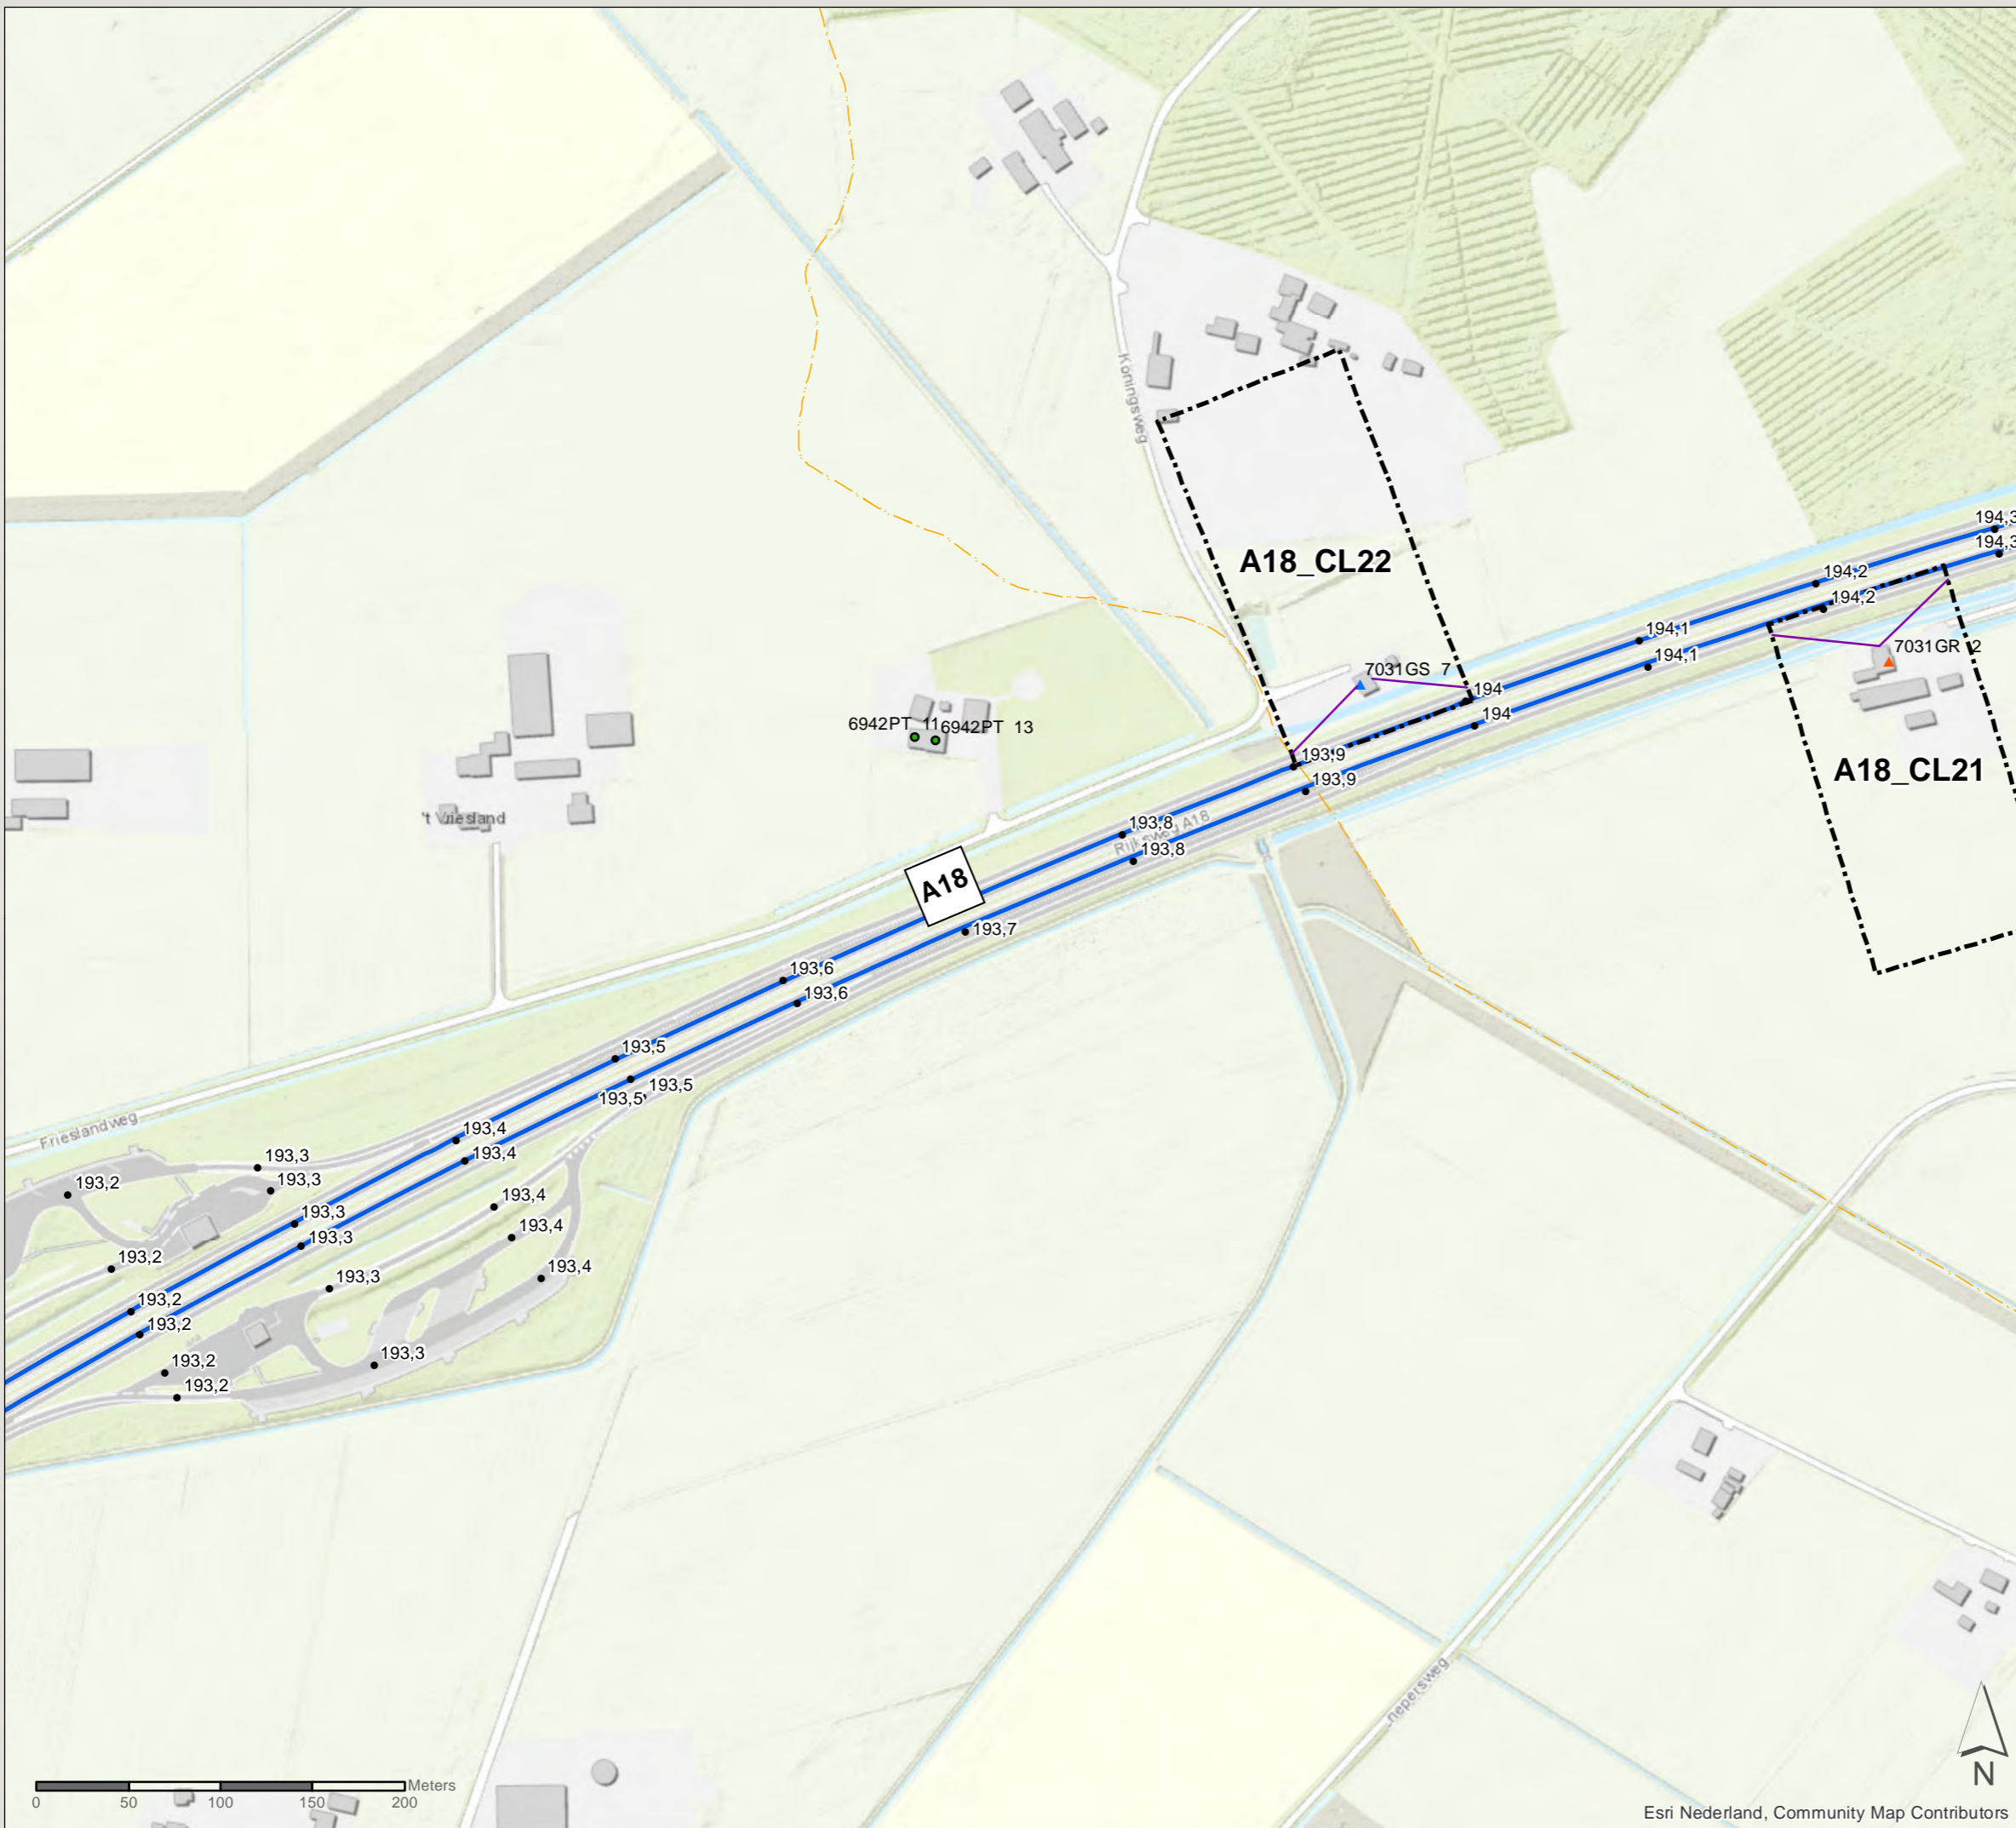 194,3
194,3
Koningsweg
A18_CL22
194,2
194,2
194,1
194,1
7031GR 2
7031GS 7
194
194
6942PT 11
6942PT 13
193,9
193,9
A18_CL21
't Vriesland
193,8
Rijksweg A18
193,8
A18
193,7
193,6
193,6
193,5
193,5
193,5
Frieslandweg
193,4
193,4
193,3
193,3
193,2
193,4
193,3
193,3
193,4
193,2
193,4
193,3
193,2
193,2
193,3
193,2
193,2
nepersweg
Meters
0 50 100 150 200
N
Esri Nederland, Community Map Contributors